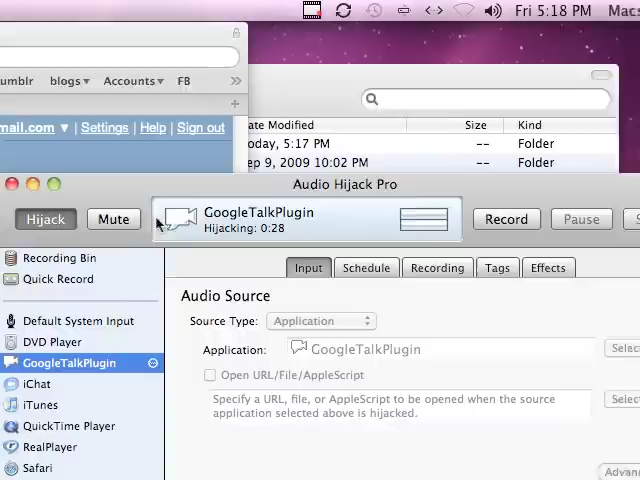 Fri 5:18 PM Macs
umblr blogs▾ Accounts▾ FB »
mail.com ▼ | Settings | Help | Sign out
ate Modified Size Kind
oday, 5:17 PM -- Folder
ep 9, 2009 10:02 PM -- Folder
Audio Hijack Pro
Hijack Mute GoogleTalkPlugin Record Pause S
Hijacking: 0:28
Recording Bin
Quick Record
Default System Input
DVD Player
GoogleTalkPlugin
iChat
iTunes
QuickTime Player
RealPlayer
Safari
Input Schedule Recording Tags Effects
Audio Source
Source Type: Application
Application: GoogleTalkPlugin Selec
Open URL/File/AppleScript
Specify a URL, file, or AppleScript to be opened when the source Selec
application selected above is hijacked.
Advan